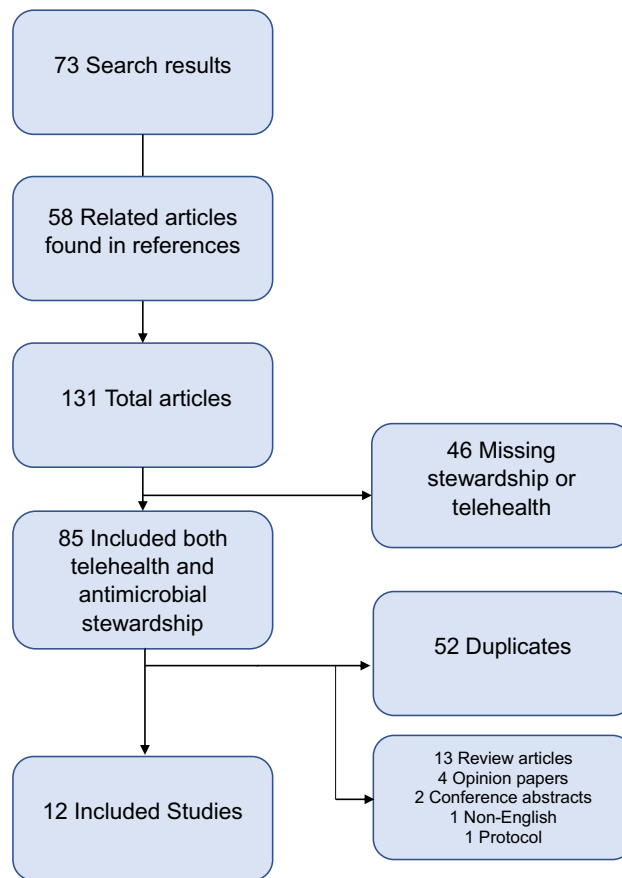 73 Search results
58 Related articles
found in references
131 Total articles
46 Missing
stewardship or
telehealth
85 Included both
telehealth and
antimicrobial
stewardship
52 Duplicates
13 Review articles
4 Opinion papers
2 Conference abstracts
1 Non-English
1 Protocol
12 Included Studies